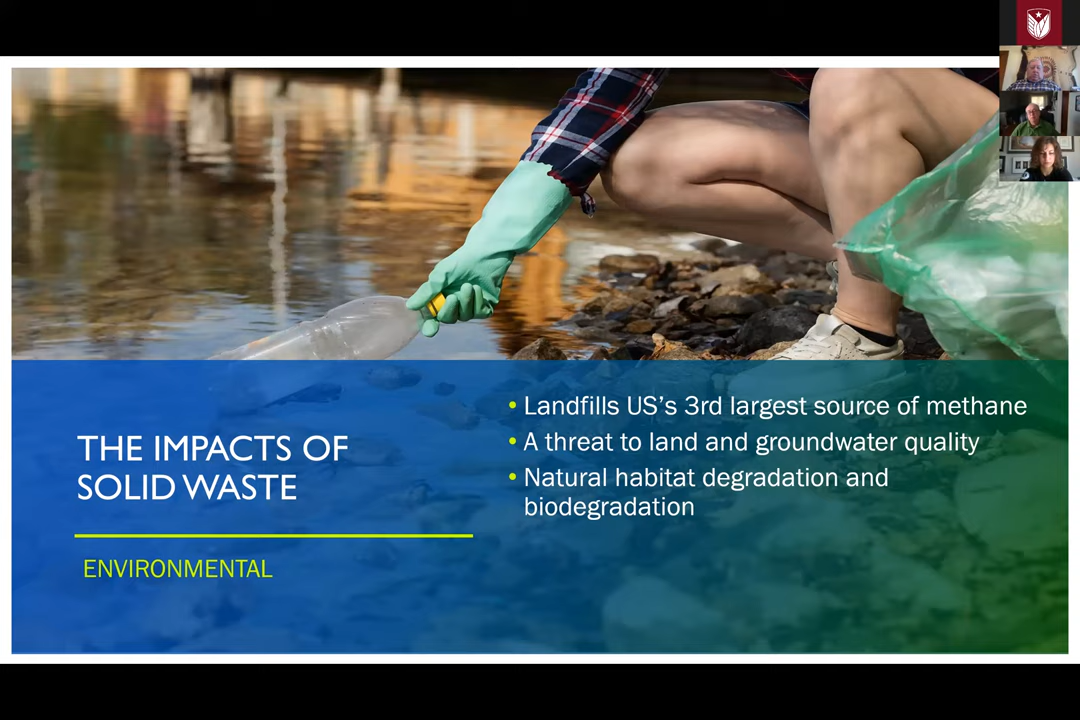 THE IMPACTS OF
SOLID WASTE
ENVIRONMENTAL
• Landfills US's 3rd largest source of methane
• A threat to land and groundwater quality
• Natural habitat degradation and
biodegradation